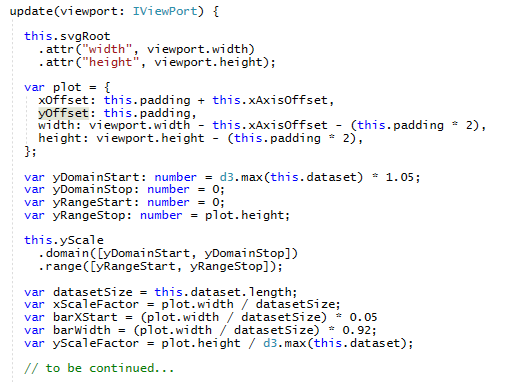 update(viewport: IViewPort) {
this.svgRoot
.attr("width", viewport.width)
.attr("height", viewport.height);
var plot = {
xOffset: this.padding + this.xAxisOffset,
yOffset: this.padding,
width: viewport.width - this.xAxisOffset - (this.padding * 2),
height: viewport.height - (this.padding * 2),
};
var yDomainStart: number = d3.max(this.dataset) * 1.05;
var yDomainStop: number = 0;
var yRangeStart: number = 0;
var yRangeStop: number = plot.height;
this.yScale
.domain([yDomainStart, yDomainStop])
.range([yRangeStart, yRangeStop]);
var datasetSize = this.dataset.length;
var xScaleFactor = plot.width / datasetSize;
var barXStart = (plot.width / datasetSize) * 0.05
var barWidth = (plot.width / datasetSize) * 0.92;
var yScaleFactor = plot.height / d3.max(this.dataset);
// to be continued...